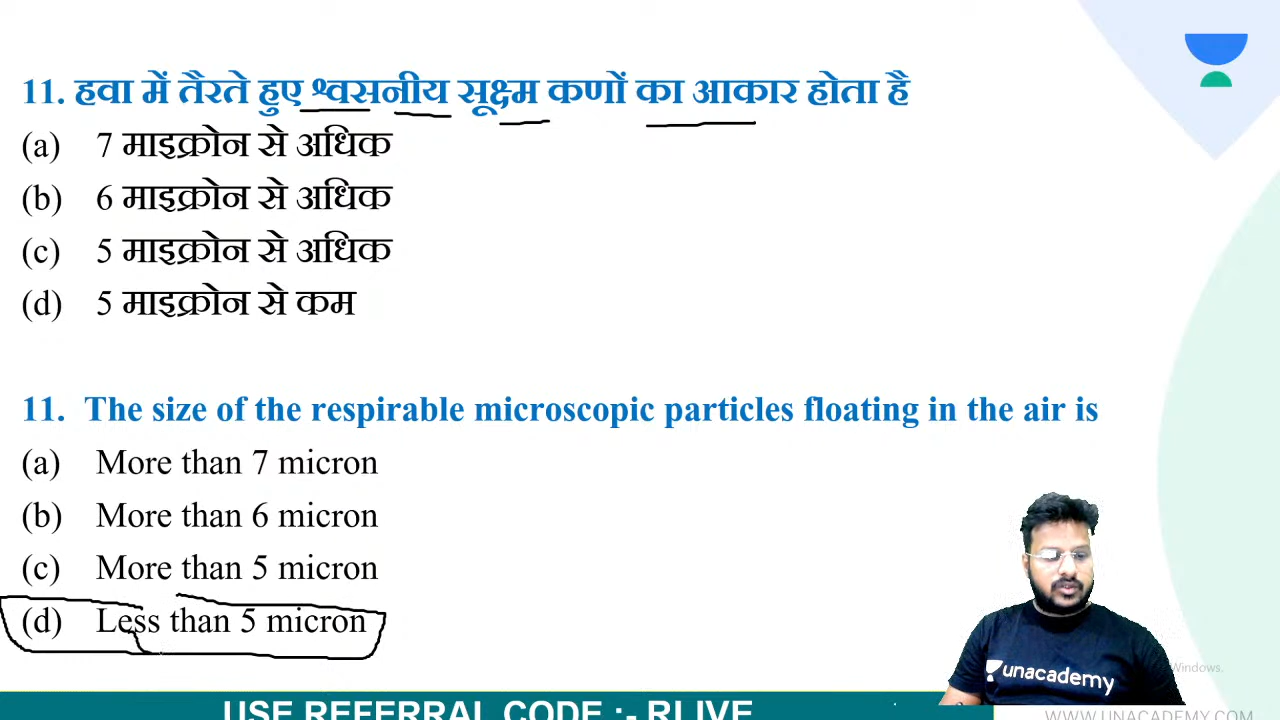 11. हवा में तैरते हुए श्वसनीय सूक्ष्म कणों का आकार होता है
(a) 7 माइक्रोन से अधिक
(b) 6 माइक्रोन से अधिक
(c) 5 माइक्रोन से अधिक
(d) 5 माइक्रोन से कम
11. The size of the respirable microscopic particles floating in the air is
(a) More than 7 micron
(b) More than 6 micron
(c) More than 5 micron
(d) Less than 5 micron
unacademy
Windows.
USE REFERRAL CODE :- RLIVE
WWW.UNACADEMY.COM